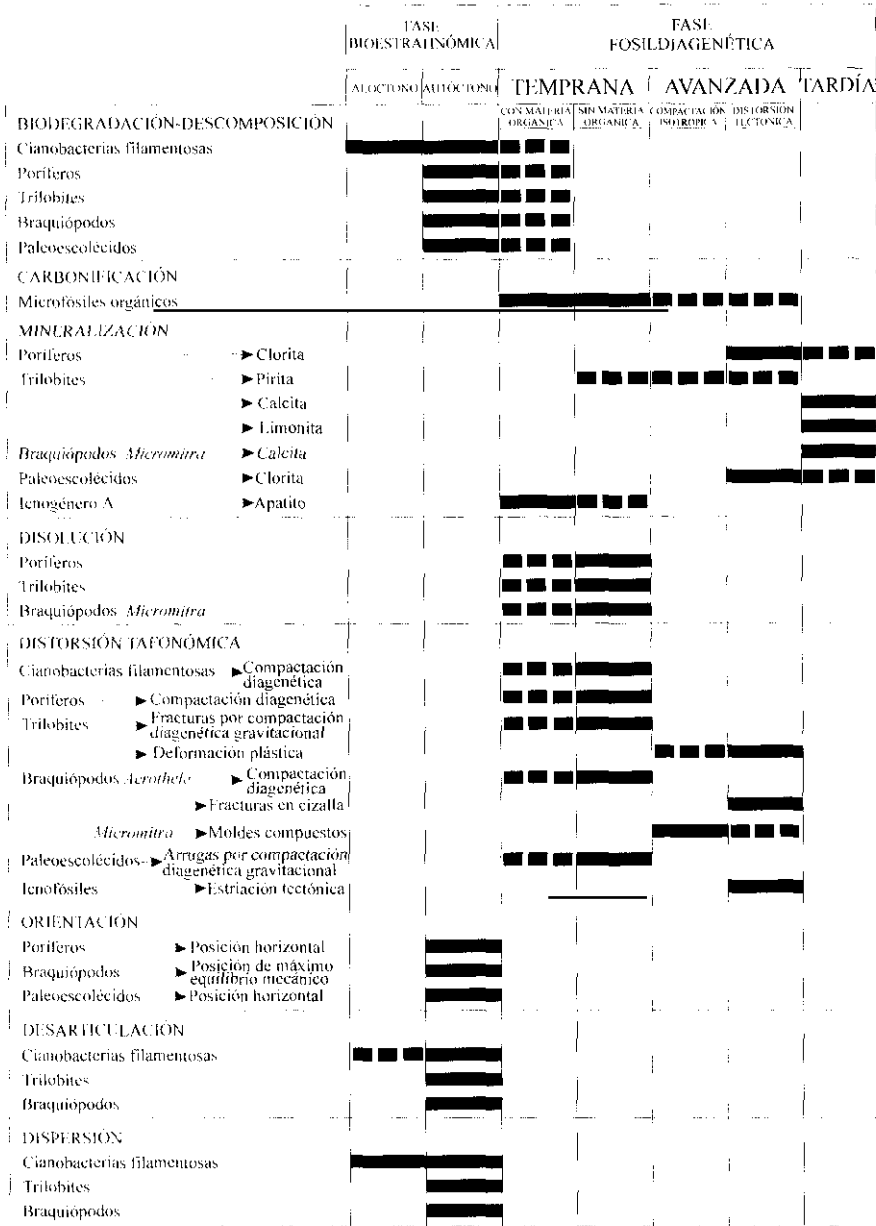 FASE BIOESTRATINÓMICA
FASE FOSILDIAGENÉTICA
ALÓCTONO AUTÓCTONO TEMPRANA AVANZADA TARDÍA
CON MATERIA ORGÁNICA SIN MATERIA ORGÁNICA COMPACTACIÓN ISOTRÓPICA DISTORSIÓN TECTÓNICA
BIODEGRADACIÓN-DESCOMPOSICIÓN
Cianobacterias filamentosas
Poríferos
Trilobites
Braquiópodos
Paleoescolécidos
CARBONIFICACIÓN
Microfósiles orgánicos
MINERALIZACIÓN
Poríferos ► Clorita
Trilobites ► Pirita
► Calcita
► Limonita
Braquiópodos Micromitra ► Calcita
Paleoescolécidos ► Clorita
Icnogénero A ► Apatito
DISOLUCIÓN
Poríferos
Trilobites
Braquiópodos Micromitra
DISTORSIÓN TAFONÓMICA
Cianobacterias filamentosas ► Compactación diagenética
Poríferos ► Compactación diagenética
Trilobites ► Fracturas por compactación diagenética gravitacional
► Deformación plástica
Braquiópodos Acrothele ► Compactación diagenética
► Fracturas en cizalla
Micromitra ► Moldes compuestos
Paleoescolécidos ► Arrugas por compactación diagenética gravitacional
Icnofósiles ► Estriación tectónica
ORIENTACIÓN
Poríferos ► Posición horizontal
Braquiópodos ► Posición de máximo equilibrio mecánico
Paleoescolécidos ► Posición horizontal
DESARTICULACIÓN
Cianobacterias filamentosas
Trilobites
Braquiópodos
DISPERSIÓN
Cianobacterias filamentosas
Trilobites
Braquiópodos